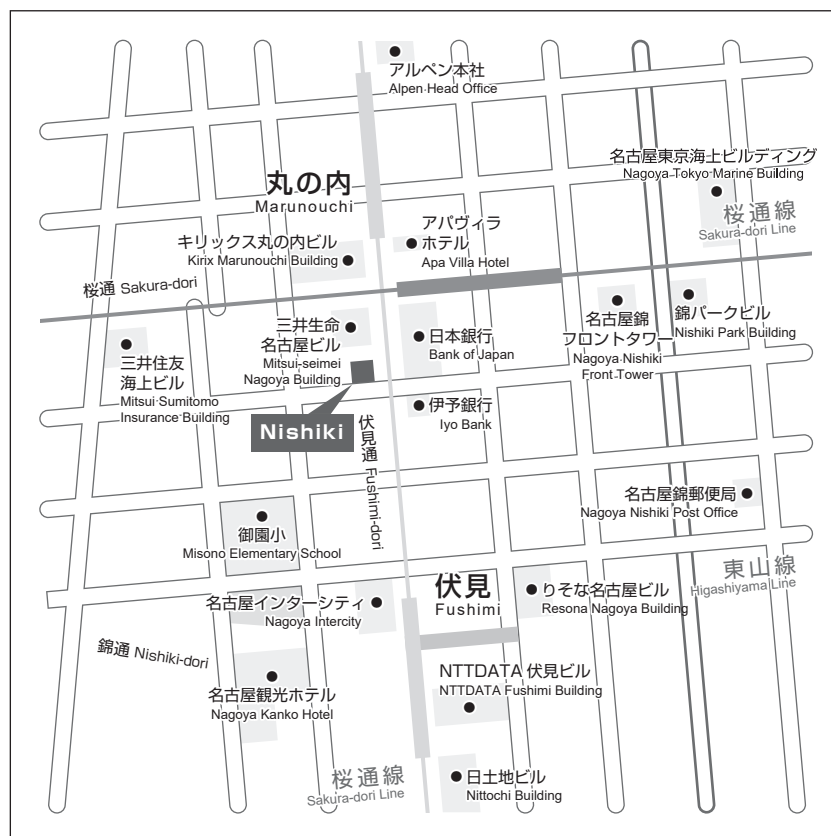 アルペン本社
Alpen Head Office
名古屋東京海上ビルディング
Nagoya Tokyo Marine Building
丸の内
Marunouchi
桜通線
Sakura-dori Line
アパヴィラ
ホテル
Apa Villa Hotel
キリックス丸の内ビル
Kirix Marunouchi Building
桜通 Sakura-dori
三井生命
名古屋ビル
Mitsui-seimei
Nagoya Building
日本銀行
Bank of Japan
名古屋錦
フロントタワー
Nagoya Nishiki
Front Tower
錦パークビル
Nishiki Park Building
三井住友
海上ビル
Mitsui Sumitomo
Insurance Building
伊予銀行
Iyo Bank
Nishiki
伏見通 Fushimi-dori
名古屋錦郵便局
Nagoya Nishiki Post Office
御園小
Misono Elementary School
東山線
Higashiyama Line
伏見
Fushimi
りそな名古屋ビル
Resona Nagoya Building
名古屋インターシティ
Nagoya Intercity
錦通 Nishiki-dori
NTTDATA 伏見ビル
NTTDATA Fushimi Building
名古屋観光ホテル
Nagoya Kanko Hotel
桜通線
Sakura-dori Line
日土地ビル
Nittochi Building